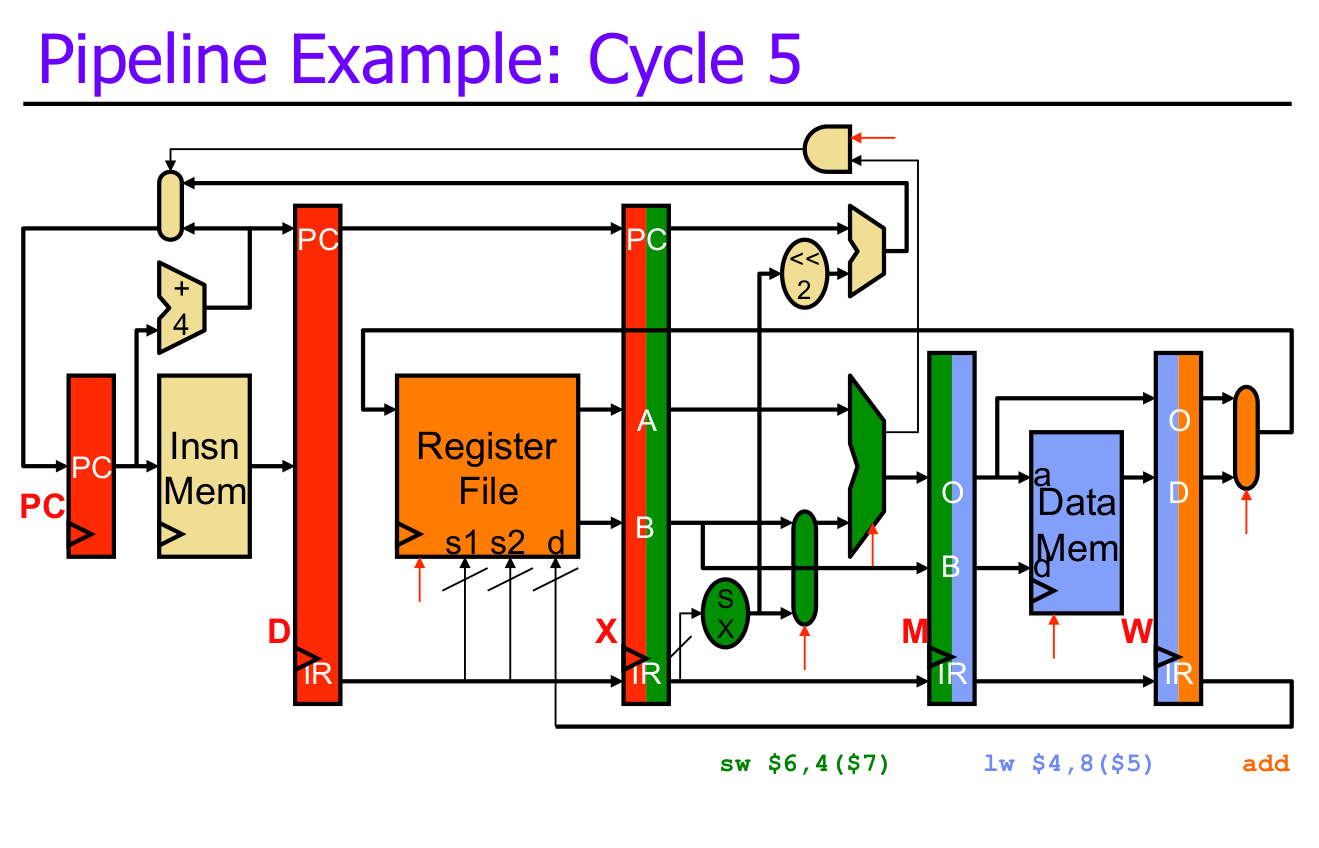 Pipeline Example: Cycle 5
PC
PC
<<
2
+
4
PC
PC
Insn
Mem
Register
File
s1 s2 d
A
B
S
X
O
B
a
Data
Mem
d
O
D
D
X
M
W
IR
IR
IR
IR
sw $6,4($7)
lw $4,8($5)
add